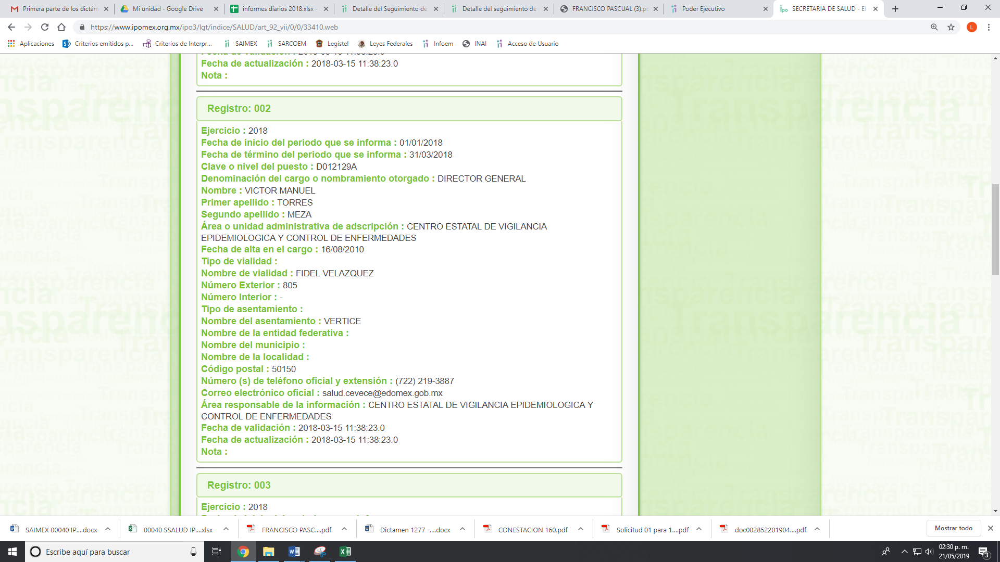 Primera parte de los dictám
Mi unidad - Google Drive
informes diarios 2018.xlsx -
Detalle del Seguimiento de
Detalle del seguimiento de
FRANCISCO PASCUAL (3).pd
Poder Ejecutivo
SECRETARIA DE SALUD - El
https://www.ipomex.org.mx/ipo3/lgt/indice/SALUD/art_92_vii/0/0/33410.web
L
Aplicaciones
Criterios emitidos p...
Criterios de Interpr...
SAIMEX
SARCOEM
Legistel
Leyes Federales
Infoem
INAI
Acceso de Usuario
Fecha de validación : 2018-03-15 11:38:23.0
Fecha de actualización : 2018-03-15 11:38:23.0
Nota :
Registro: 002
Ejercicio : 2018
Fecha de inicio del periodo que se informa : 01/01/2018
Fecha de término del periodo que se informa : 31/03/2018
Clave o nivel del puesto : D012129A
Denominación del cargo o nombramiento otorgado : DIRECTOR GENERAL
Nombre : VICTOR MANUEL
Primer apellido : TORRES
Segundo apellido : MEZA
Área o unidad administrativa de adscripción : CENTRO ESTATAL DE VIGILANCIA
EPIDEMIOLOGICA Y CONTROL DE ENFERMEDADES
Fecha de alta en el cargo : 16/08/2010
Tipo de vialidad :
Nombre de vialidad : FIDEL VELAZQUEZ
Número Exterior : 805
Número Interior : -
Tipo de asentamiento :
Nombre del asentamiento : VERTICE
Nombre de la entidad federativa :
Nombre del municipio :
Nombre de la localidad :
Código postal : 50150
Número (s) de teléfono oficial y extensión : (722) 219-3887
Correo electrónico oficial : salud.cevece@edomex.gob.mx
Área responsable de la información : CENTRO ESTATAL DE VIGILANCIA EPIDEMIOLOGICA Y
CONTROL DE ENFERMEDADES
Fecha de validación : 2018-03-15 11:38:23.0
Fecha de actualización : 2018-03-15 11:38:23.0
Nota :
Registro: 003
Ejercicio : 2018
SAIMEX 00040 IP....docx
00040 SSALUD IP....xlsx
FRANCISCO PASC....pdf
Dictamen 1277 -....docx
CONESTACION 160.pdf
Solicitud 01 para 1....pdf
doc002852201904....pdf
Mostrar todo
Escribe aquí para buscar
02:30 p. m.
21/05/2019
3